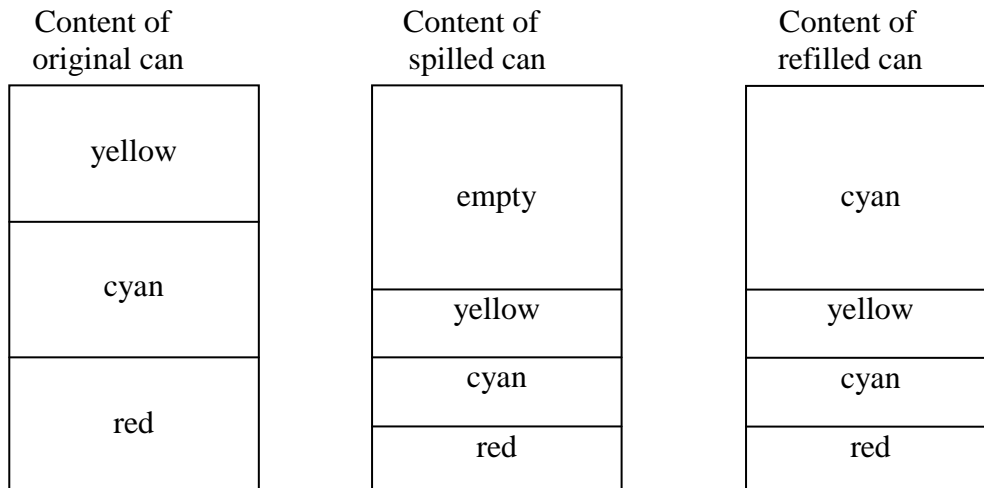 Content of
original can
yellow
cyan
red
Content of
spilled can
empty
yellow
cyan
red
Content of
refilled can
cyan
yellow
cyan
red